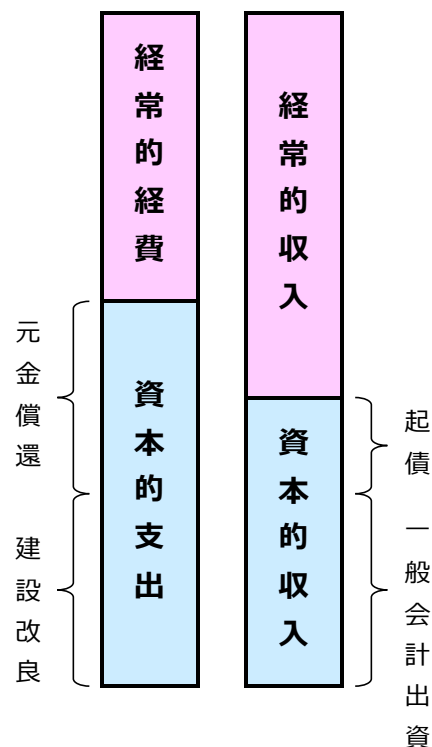 経常的経費
経常的収入
元金償還
資本的支出
建設改良
資本的収入
起債
一般会計出資